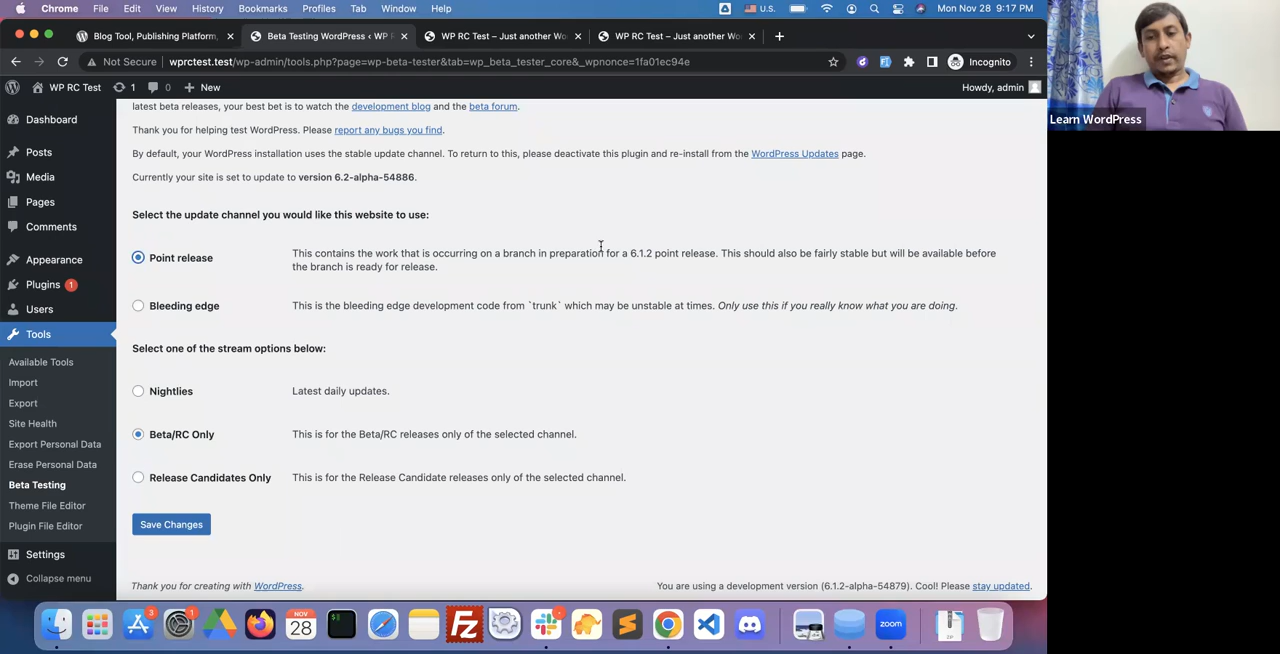 Chrome File Edit View History Bookmarks Profiles Tab Window Help U.S. Mon Nov 28 9:17 PM
Blog Tool, Publishing Platform, Beta Testing WordPress ‹ WP R WP RC Test – Just another Wo WP RC Test – Just another Wo
Not Secure wprctest.test/wp-admin/tools.php?page=wp-beta-tester&tab=wp_beta_tester_core&_wpnonce=1fa01ec94e Incognito
WP RC Test 1 0 New Howdy, admin
Learn WordPress
Dashboard
Posts
Media
Pages
Comments
Appearance
Plugins 1
Users
Tools
Available Tools
Import
Export
Site Health
Export Personal Data
Erase Personal Data
Beta Testing
Theme File Editor
Plugin File Editor
Settings
Collapse menu
latest beta releases, your best bet is to watch the development blog and the beta forum.
Thank you for helping test WordPress. Please report any bugs you find.
By default, your WordPress installation uses the stable update channel. To return to this, please deactivate this plugin and re-install from the WordPress Updates page.
Currently your site is set to update to version 6.2-alpha-54886.
Select the update channel you would like this website to use:
Point release This contains the work that is occurring on a branch in preparation for a 6.1.2 point release. This should also be fairly stable but will be available before
the branch is ready for release.
Bleeding edge This is the bleeding edge development code from `trunk` which may be unstable at times. Only use this if you really know what you are doing.
Select one of the stream options below:
Nightlies Latest daily updates.
Beta/RC Only This is for the Beta/RC releases only of the selected channel.
Release Candidates Only This is for the Release Candidate releases only of the selected channel.
Save Changes
Thank you for creating with WordPress. You are using a development version (6.1.2-alpha-54879). Cool! Please stay updated.
3 1 NOV 28 Fz zoom ZIP